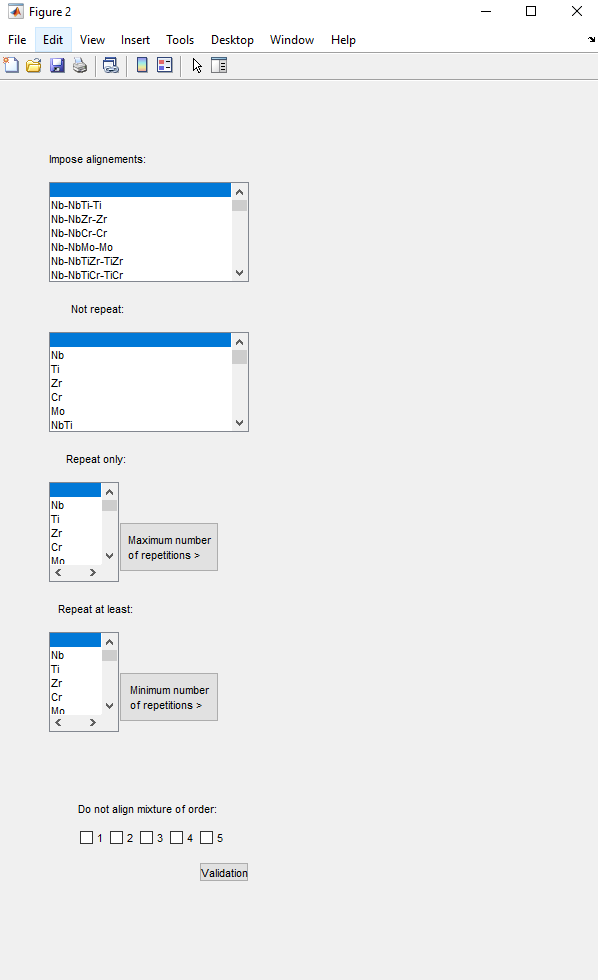 Figure 2
File Edit View Insert Tools Desktop Window Help
Impose alignements:
Nb-NbTi-Ti
Nb-NbZr-Zr
Nb-NbCr-Cr
Nb-NbMo-Mo
Nb-NbTiZr-TiZr
Nb-NbTiCr-TiCr
Not repeat:
Nb
Ti
Zr
Cr
Mo
NbTi
Repeat only:
Nb
Ti
Zr
Cr
Mo
Maximum number
of repetitions >
Repeat at least:
Nb
Ti
Zr
Cr
Mo
Minimum number
of repetitions >
Do not align mixture of order:
1 2 3 4 5
Validation